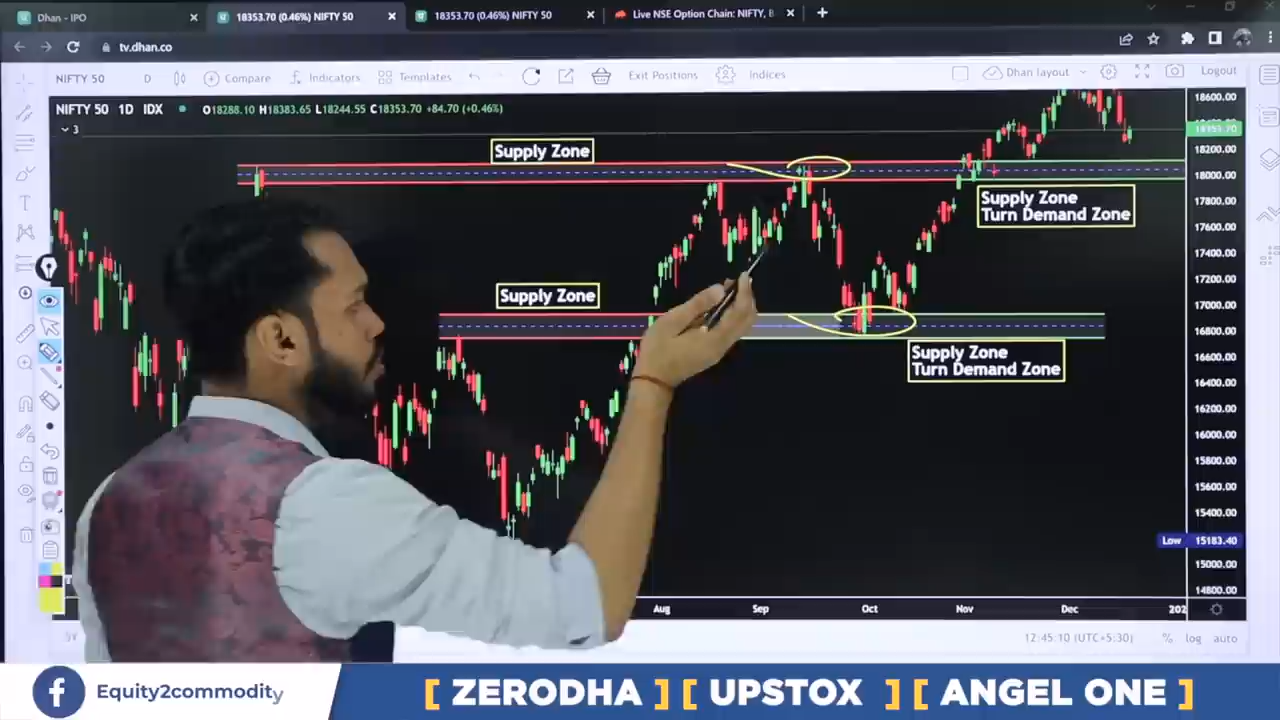 Dhan - IPO
18353.70 (0.46%) NIFTY 50
18353.70 (0.46%) NIFTY 50
Live NSE Option Chain: NIFTY, B
tv.dhan.co
NIFTY 50
D
Compare
Indicators
Templates
Exit Positions
Indices
Dhan layout
Logout
NIFTY 50 1D IDX
O18288.10 H18383.65 L18244.55 C18353.70 +84.70 (+0.46%)
3
Supply Zone
Supply Zone
Turn Demand Zone
Supply Zone
Supply Zone
Turn Demand Zone
18600.00
18353.70
18200.00
18000.00
17800.00
17600.00
17400.00
17200.00
17000.00
16800.00
16600.00
16400.00
16200.00
16000.00
15800.00
15600.00
15400.00
Low 15183.40
15000.00
14800.00
Aug
Sep
Oct
Nov
Dec
202
5Y
12:45:10 (UTC+5:30)
%
log
auto
Equity2commodity
[ ZERODHA ] [ UPSTOX ] [ ANGEL ONE ]